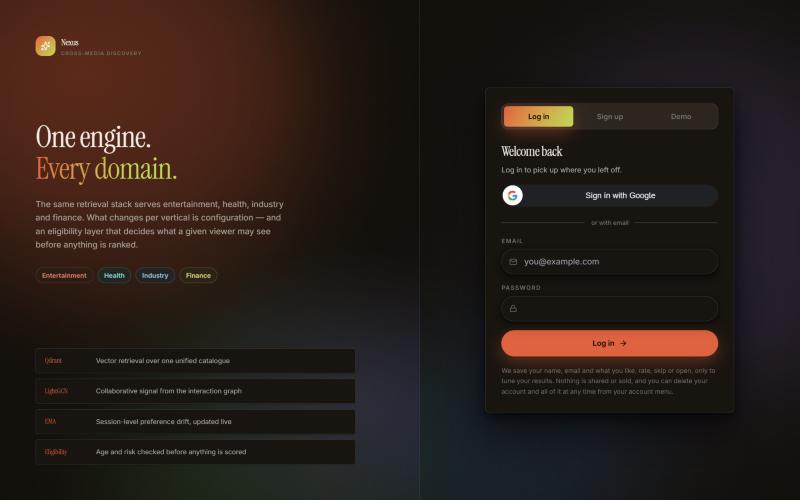 Nexus
CROSS-MEDIA DISCOVERY
One engine.
Every domain.
The same retrieval stack serves entertainment, health, industry
and finance. What changes per vertical is configuration — and
an eligibility layer that decides what a given viewer may see
before anything is ranked.
Entertainment Health Industry Finance
Qdrant Vector retrieval over one unified catalogue
LightGCN Collaborative signal from the interaction graph
EMA Session-level preference drift, updated live
Eligibility Age and risk checked before anything is scored
Log in Sign up Demo
Welcome back
Log in to pick up where you left off.
Sign in with Google
or with email
EMAIL
you@example.com
PASSWORD
Log in →
We save your name, email and what you like, rate, skip or open, only to
tune your results. Nothing is shared or sold, and you can delete your
account and all of it at any time from your account menu.